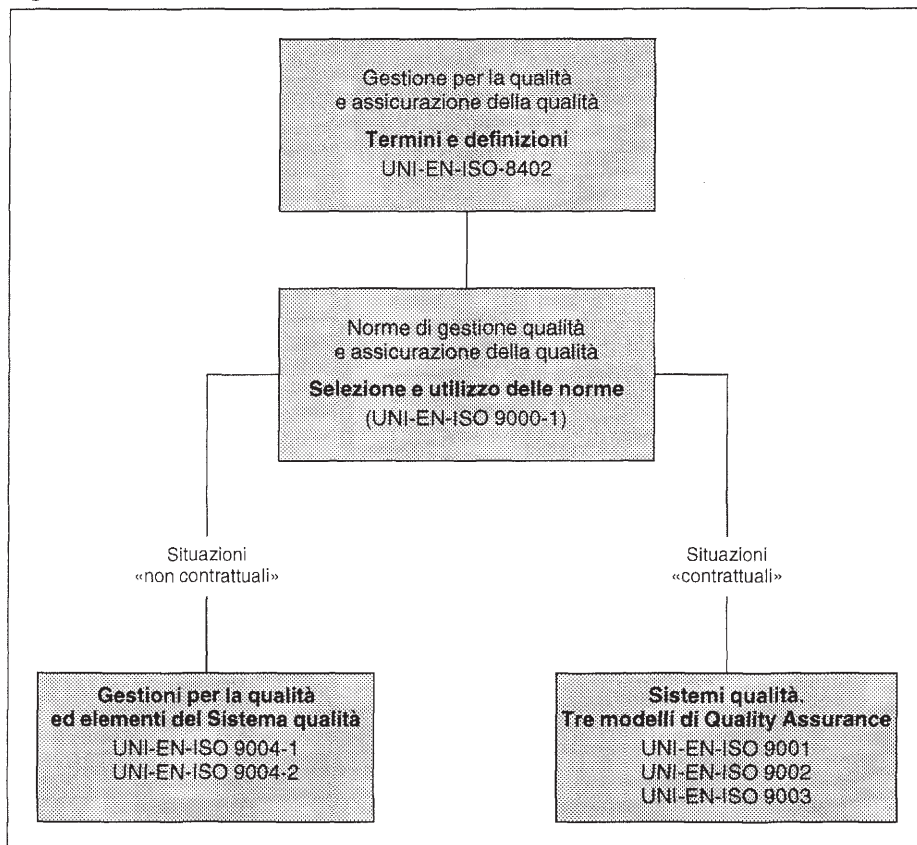 Gestione per la qualità
e assicurazione della qualità
Termini e definizioni
UNI-EN-ISO-8402
Norme di gestione qualità
e assicurazione della qualità
Selezione e utilizzo delle norme
(UNI-EN-ISO 9000-1)
Situazioni
«non contrattuali»
Situazioni
«contrattuali»
Gestioni per la qualità
ed elementi del Sistema qualità
UNI-EN-ISO 9004-1
UNI-EN-ISO 9004-2
Sistemi qualità.
Tre modelli di Quality Assurance
UNI-EN-ISO 9001
UNI-EN-ISO 9002
UNI-EN-ISO 9003